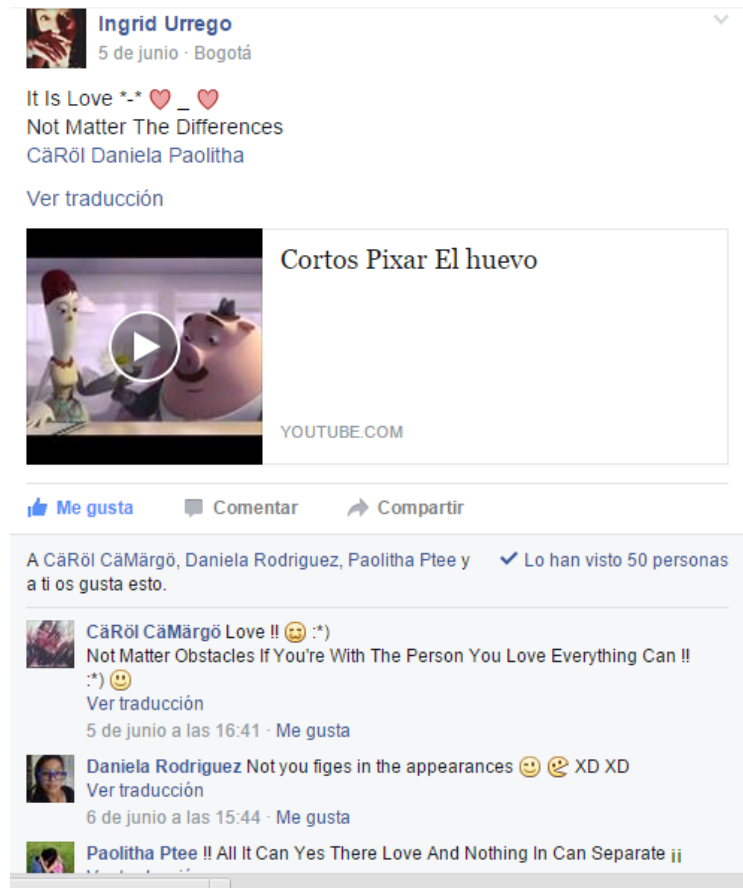 Ingrid Urrego
5 de junio · Bogotá
It Is Love *-* _
Not Matter The Differences
CäRöl Daniela Paolitha
Ver traducción
Cortos Pixar El huevo
YOUTUBE.COM
Me gusta Comentar Compartir
A CäRöl CäMärgö, Daniela Rodriguez, Paolitha Ptee y
a ti os gusta esto.
Lo han visto 50 personas
CäRöl CäMärgö Love !! :*)
Not Matter Obstacles If You're With The Person You Love Everything Can !!
:*)
Ver traducción
5 de junio a las 16:41 · Me gusta
Daniela Rodriguez Not you figes in the appearances XD XD
Ver traducción
6 de junio a las 15:44 · Me gusta
Paolitha Ptee !! All It Can Yes There Love And Nothing In Can Separate ¡¡